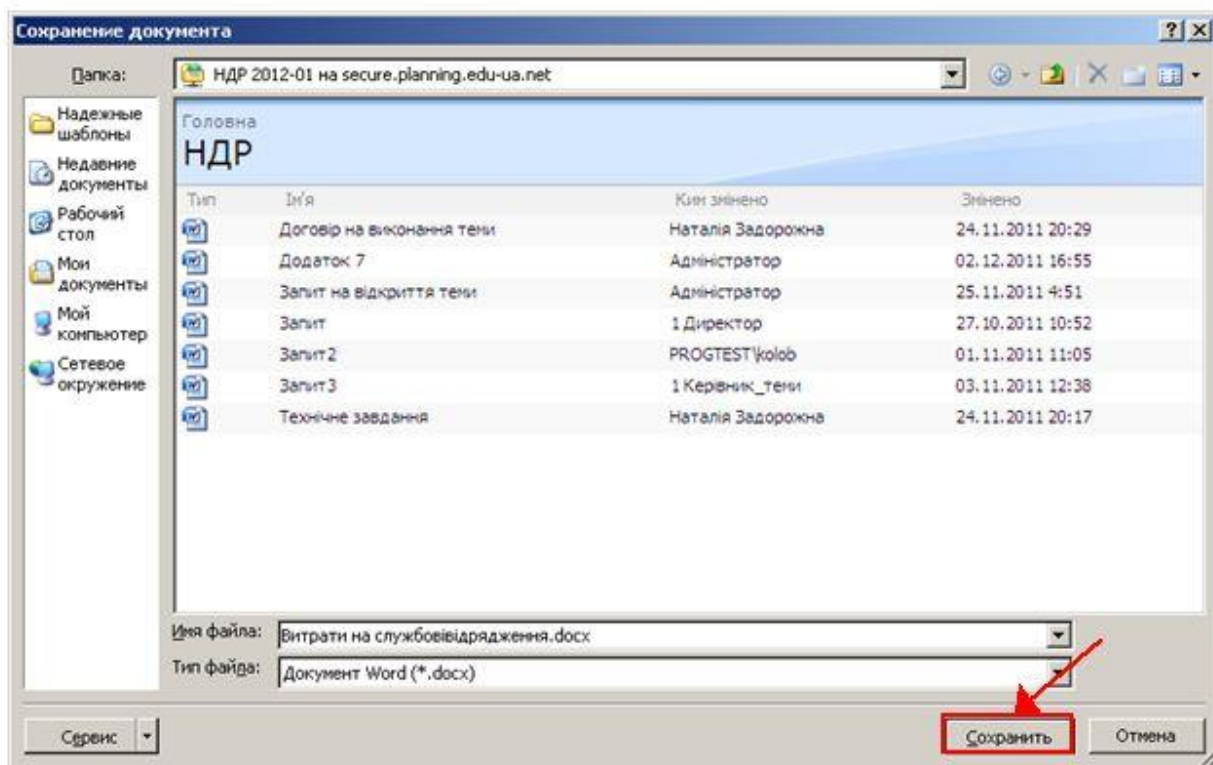 Сохранение документа
Папка: НДР 2012-01 на secure.planning.edu-ua.net
Надежные
шаблоны
Недавние
документы
Рабочий
стол
Мои
документы
Мой
компьютер
Сетевое
окружение
Головна
НДР
Тип Ім'я Ким змінено Змінено
Договір на виконання теми Наталія Задорожна 24.11.2011 20:29
Додаток 7 Адміністратор 02.12.2011 16:55
Запит на відкриття теми Адміністратор 25.11.2011 4:51
Запит 1 Директор 27.10.2011 10:52
Запит2 PROGTEST\kolob 01.11.2011 11:05
Запит3 1 Керівник_теми 03.11.2011 12:38
Технічне завдання Наталія Задорожна 24.11.2011 20:17
Имя файла: Витрати на службовівідрядження.docx
Тип файла: Документ Word (*.docx)
Сервис Сохранить Отмена